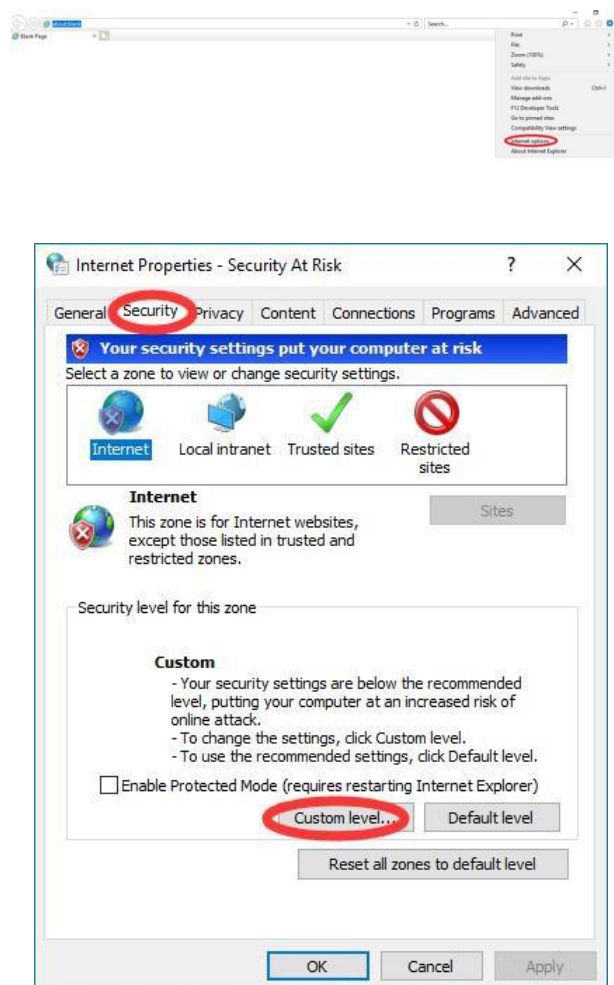 about:blank
Search...
Blank Page
Print
File
Zoom (100%)
Safety
Add site to Apps
View downloads Ctrl+J
Manage add-ons
F12 Developer Tools
Go to pinned sites
Compatibility View settings
Internet options
About Internet Explorer
Internet Properties - Security At Risk ? X
General Security Privacy Content Connections Programs Advanced
Your security settings put your computer at risk
Select a zone to view or change security settings.
Internet Local intranet Trusted sites Restricted
sites
Internet
Sites
This zone is for Internet websites,
except those listed in trusted and
restricted zones.
Security level for this zone
Custom
- Your security settings are below the recommended
level, putting your computer at an increased risk of
online attack.
- To change the settings, click Custom level.
- To use the recommended settings, click Default level.
Enable Protected Mode (requires restarting Internet Explorer)
Custom level... Default level
Reset all zones to default level
OK Cancel Apply